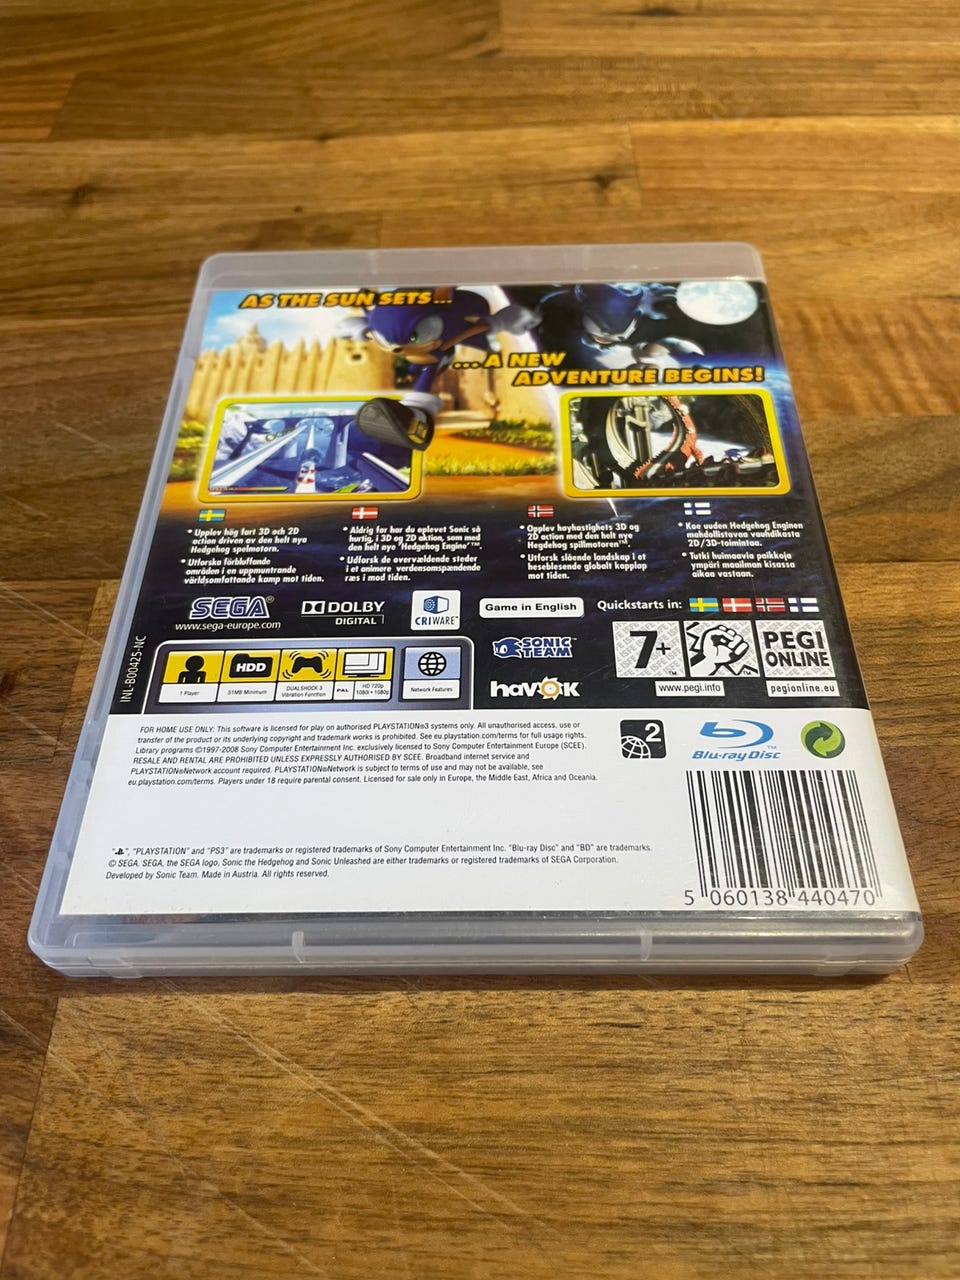 AS THE SUN SETS...
...A NEW
ADVENTURE BEGINS!
* Upplev hög fart 3D och 2D
action driven av den helt nya
Hedgehog spelmotorn.
* Utforska förbluffande
områden i en uppmuntrande
världsomfattande kamp mot tiden.
* Aldrig før har du oplevet Sonic så
hurtig, i 3D og 2D aktion, som med
den helt nye "Hedgehog Engine"™.
* Udforsk de overvældende steder
i et animere verdensomspændende
ræs i mod tiden.
* Opplev høyhastighets 3D og
2D action med den helt nye
Hegdehog spillmotoren™.
* Utforsk slående landskap i et
heseblesende globalt kappløp
mot tiden.
* Koe uuden Hedgehog Enginen
mahdollistavaa vauhdikasta
2D/3D-toimintaa.
* Tutki huimaavia paikkoja
ympäri maailman kisassa
aikaa vastaan.
SEGA®
www.sega-europe.com
DOLBY
DIGITAL
CRIWARE™
Game in English
Quickstarts in:
INL-B00425-NC
1 Player
HDD
51MB Minimum
DUALSHOCK 3
Vibration Function
PAL
HD 720p
1080i • 1080p
Network Features
SONIC
TEAM™
havok
7+
www.pegi.info
PEGI
ONLINE
pegionline.eu
FOR HOME USE ONLY: This software is licensed for play on authorised PLAYSTATION®3 systems only. All unauthorised access, use or
transfer of the product or its underlying copyright and trademark works is prohibited. See eu.playstation.com/terms for full usage rights.
Library programs ©1997-2008 Sony Computer Entertainment Inc. exclusively licensed to Sony Computer Entertainment Europe (SCEE).
RESALE AND RENTAL ARE PROHIBITED UNLESS EXPRESSLY AUTHORISED BY SCEE. Broadband internet service and
PLAYSTATION®Network account required. PLAYSTATION®Network is subject to terms of use and may not be available, see
eu.playstation.com/terms. Players under 18 require parental consent. Licensed for sale only in Europe, the Middle East, Africa and Oceania.
2
Blu-ray Disc™
"", "PLAYSTATION" and "PS3" are trademarks or registered trademarks of Sony Computer Entertainment Inc. "Blu-ray Disc" and "BD" are trademarks.
© SEGA. SEGA, the SEGA logo, Sonic the Hedgehog and Sonic Unleashed are either trademarks or registered trademarks of SEGA Corporation.
Developed by Sonic Team. Made in Austria. All rights reserved.
5 060138 440470